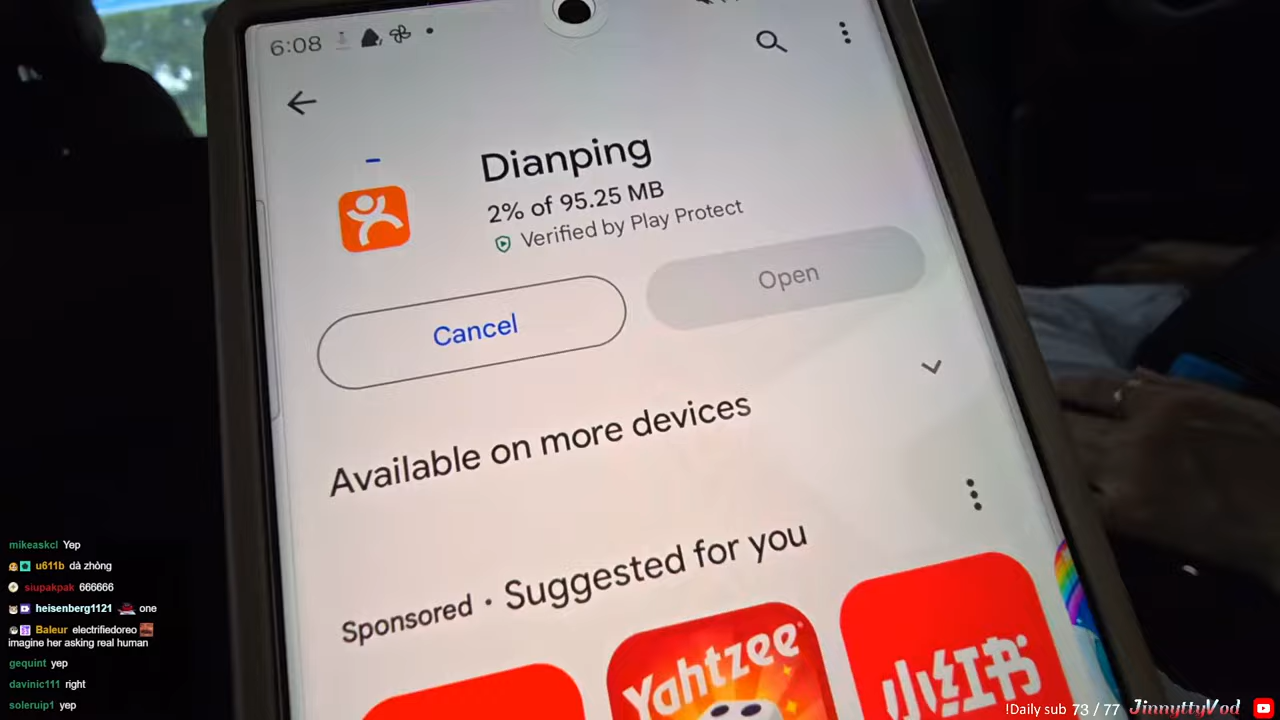 6:08
Dianping
2% of 95.25 MB
Verified by Play Protect
Cancel
Open
Available on more devices
Sponsored · Suggested for you
Yahtzee
小红书
mikeaskcl Yep
u611b dà zhòng
siupakpak 666666
heisenberg1121 one
Baleur electrifiedoreo
imagine her asking real human
gequint yep
davinic111 right
soleruip1 yep
!Daily sub 73 / 77 JinnyttyVod